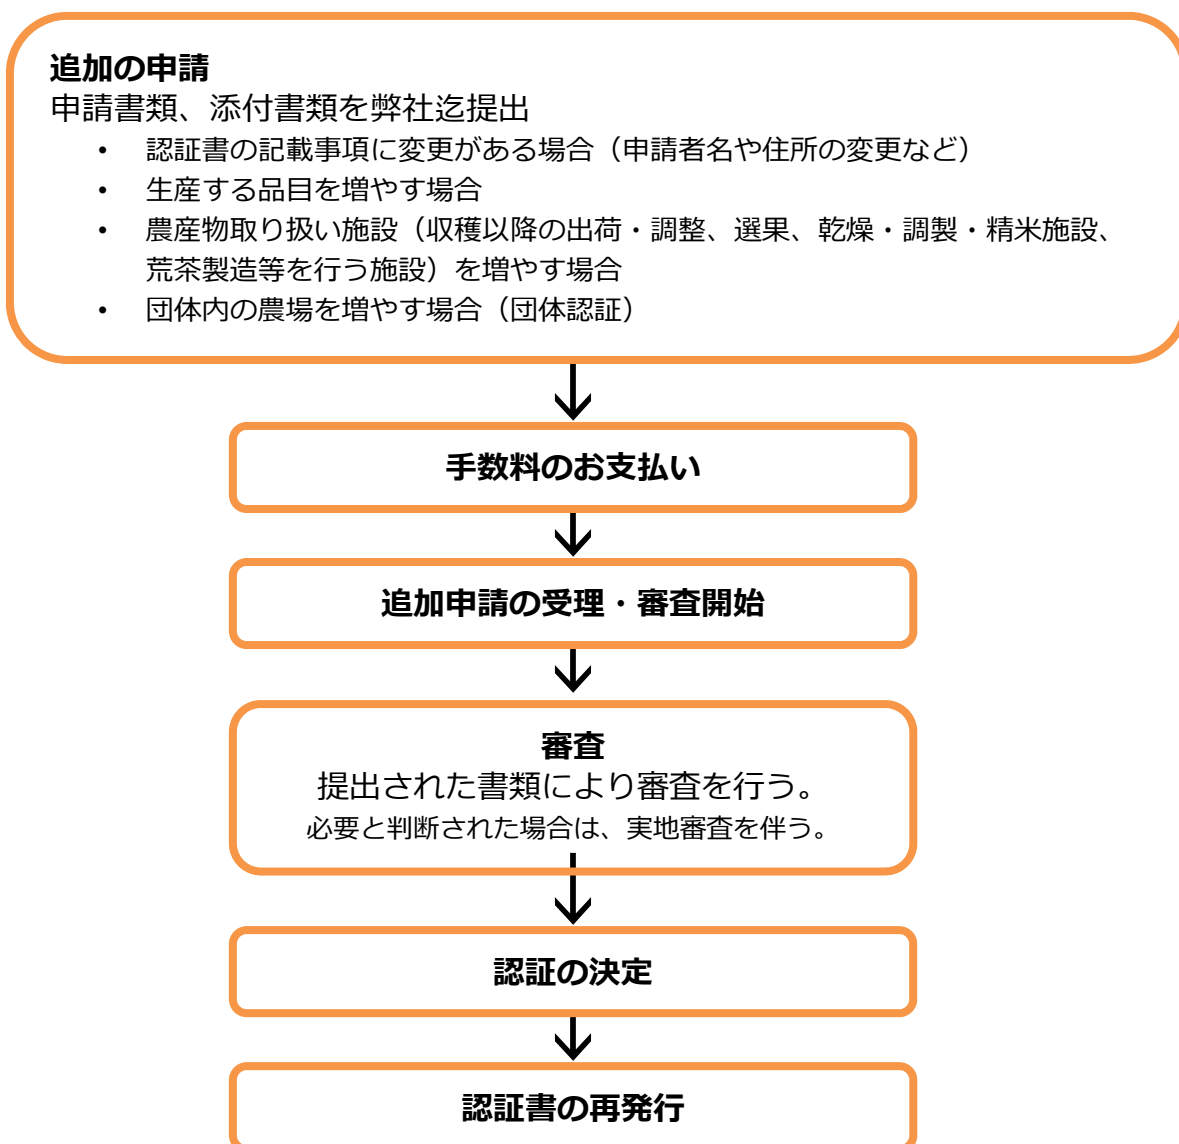 追加の申請
申請書類、添付書類を弊社迄提出
• 認証書の記載事項に変更がある場合（申請者名や住所の変更など）
• 生産する品目を増やす場合
• 農産物取り扱い施設（収穫以降の出荷・調整、選果、乾燥・調製・精米施設、
荒茶製造等を行う施設）を増やす場合
• 団体内の農場を増やす場合（団体認証）
手数料のお支払い
追加申請の受理・審査開始
審査
提出された書類により審査を行う。
必要と判断された場合は、実地審査を伴う。
認証の決定
認証書の再発行